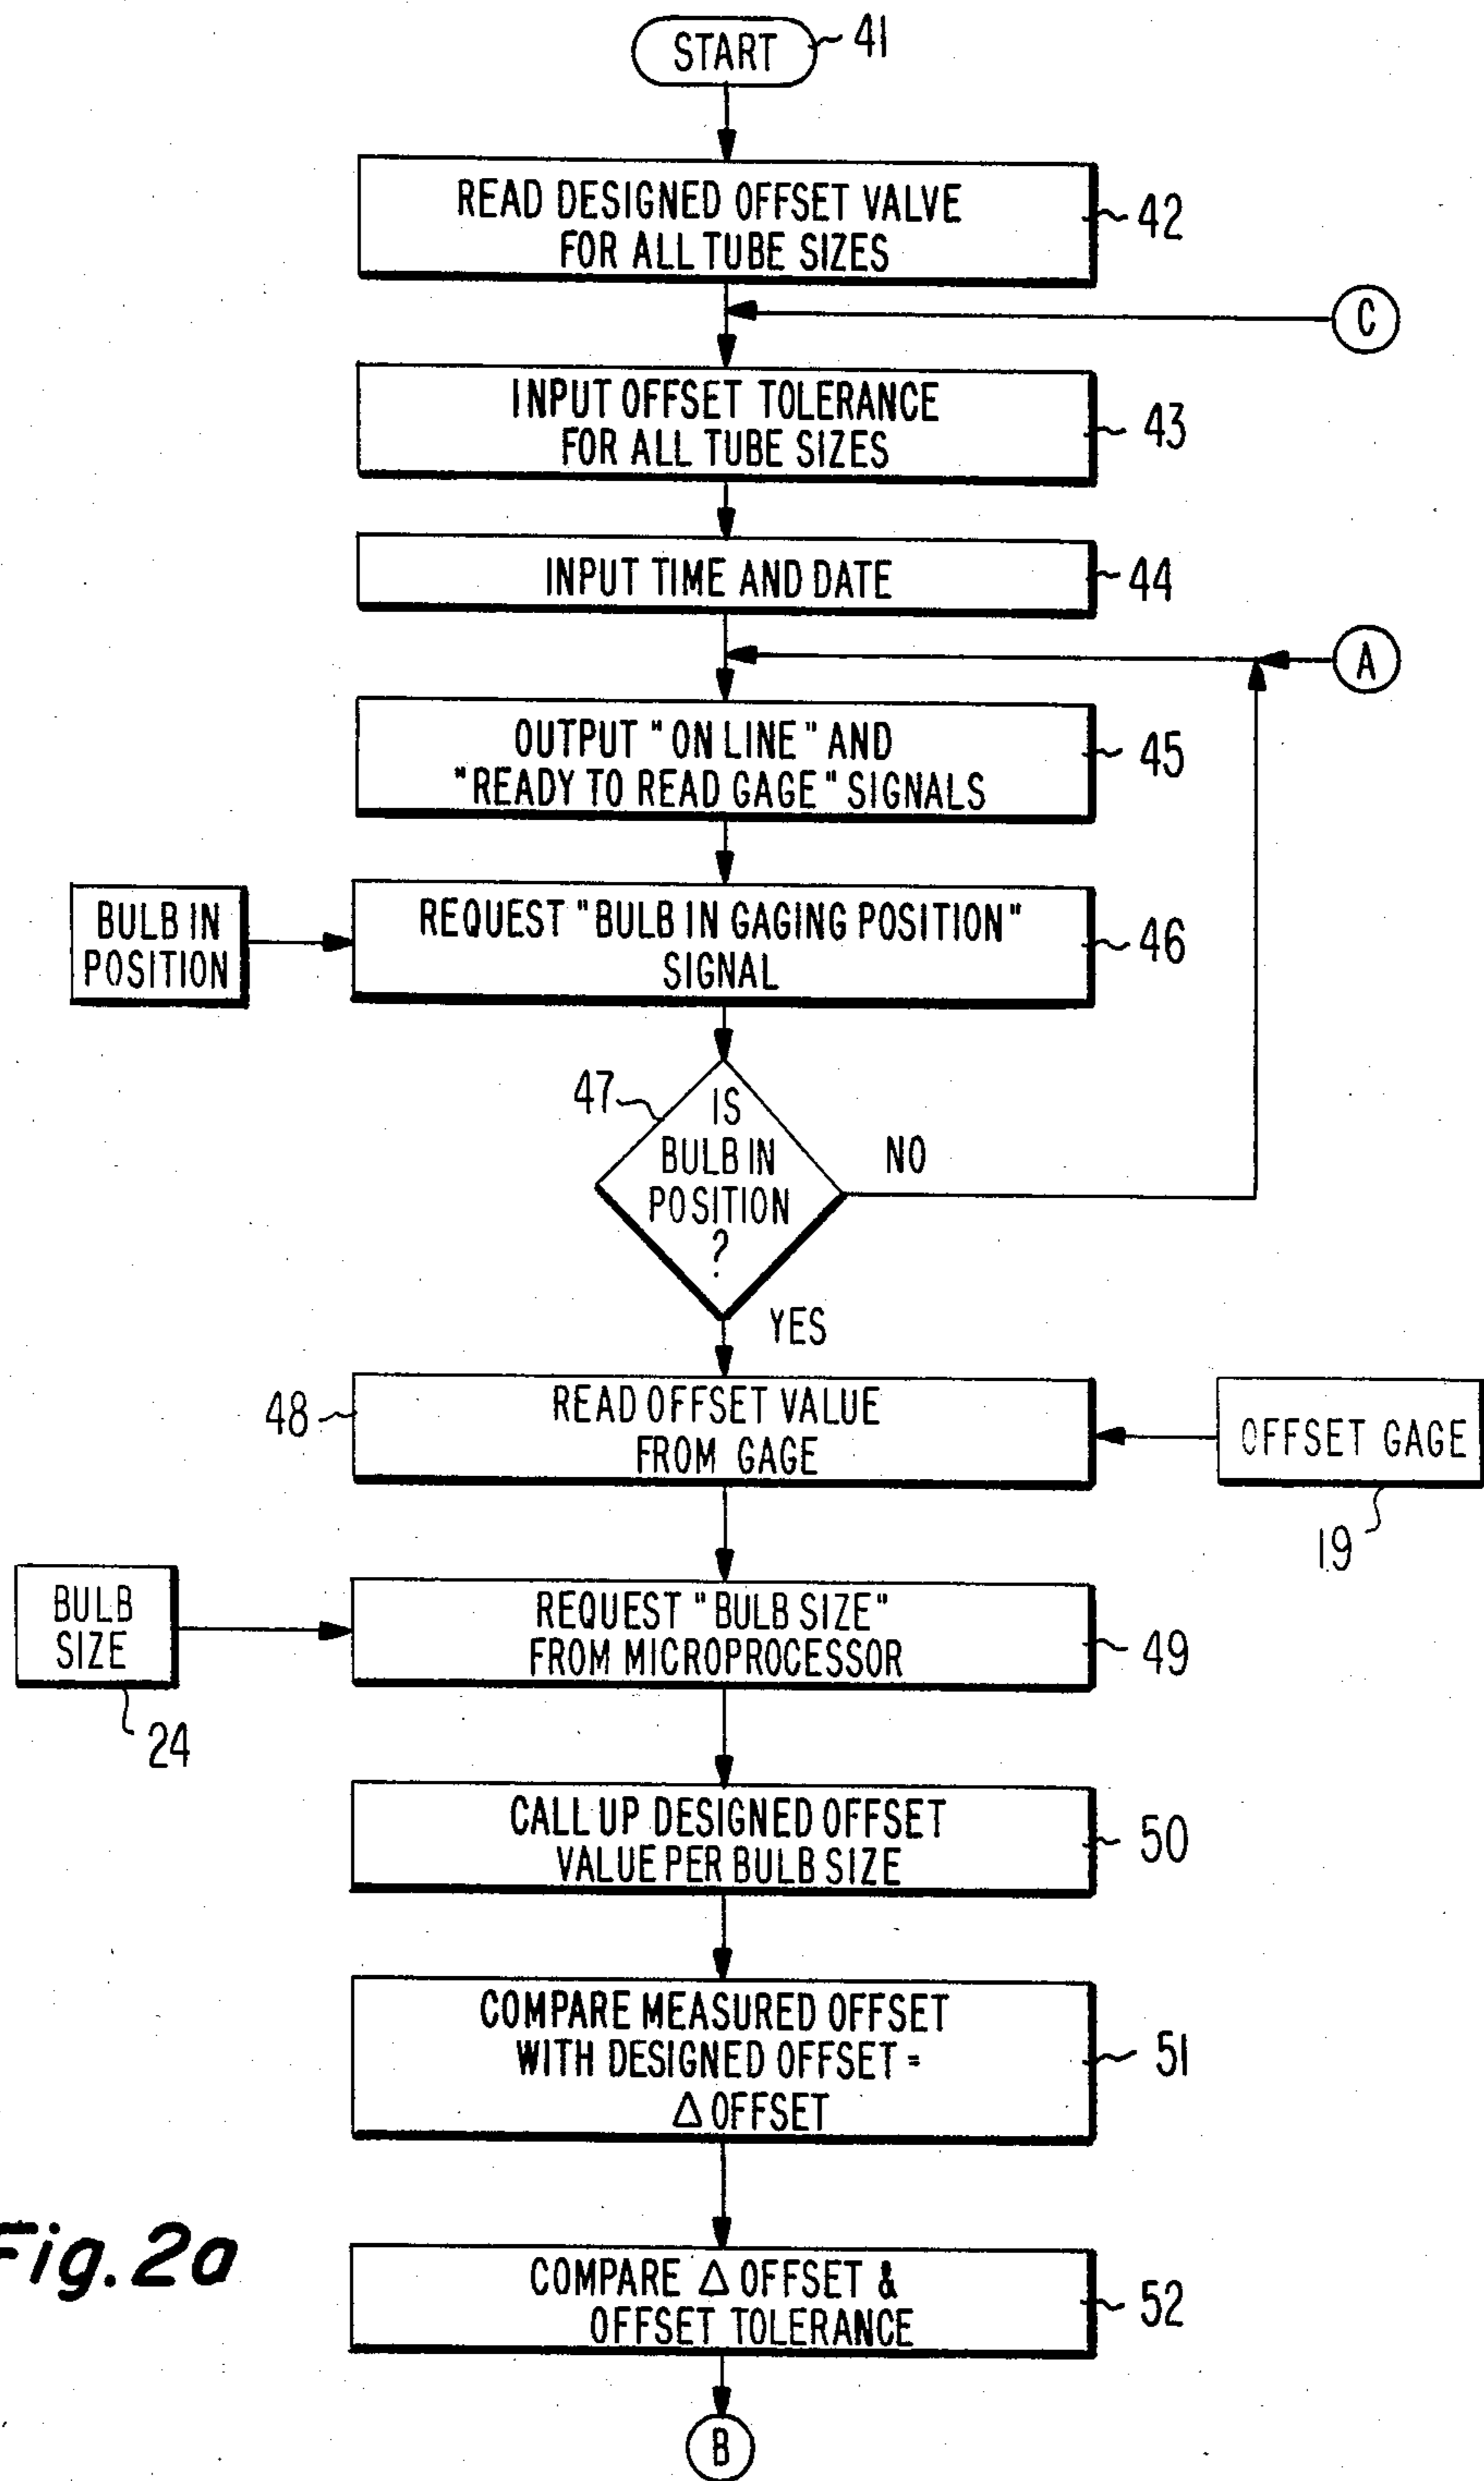 START
41
READ DESIGNED OFFSET VALVE
FOR ALL TUBE SIZES
42
C
INPUT OFFSET TOLERANCE
FOR ALL TUBE SIZES
43
INPUT TIME AND DATE
44
A
OUTPUT "ON LINE" AND
"READY TO READ GAGE" SIGNALS
45
BULB IN
POSITION
REQUEST "BULB IN GAGING POSITION"
SIGNAL
46
47
IS
BULB IN
POSITION
?
NO
YES
48
READ OFFSET VALUE
FROM GAGE
OFFSET GAGE
19
BULB
SIZE
24
REQUEST "BULB SIZE"
FROM MICROPROCESSOR
49
CALL UP DESIGNED OFFSET
VALUE PER BULB SIZE
50
COMPARE MEASURED OFFSET
WITH DESIGNED OFFSET =
Δ OFFSET
51
Fig. 2a
COMPARE Δ OFFSET &
OFFSET TOLERANCE
52
B